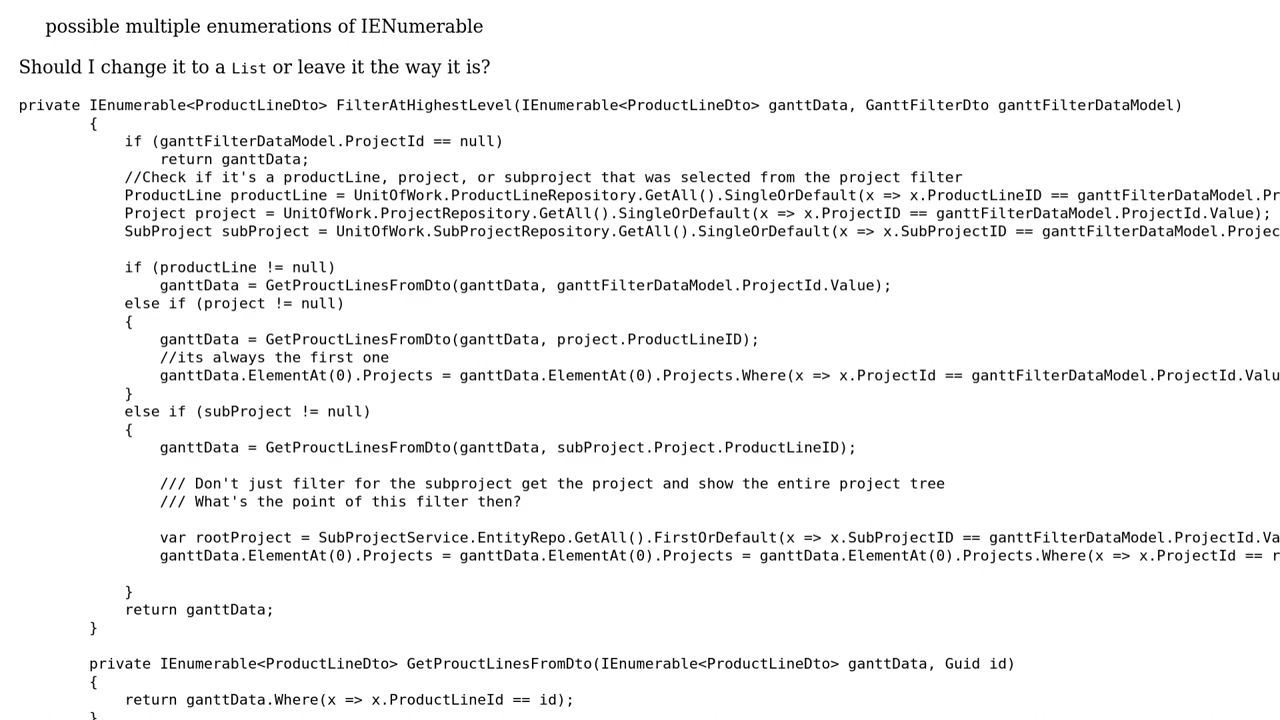 possible multiple enumerations of IENumerable
Should I change it to a List or leave it the way it is?
private IEnumerable<ProductLineDto> FilterAtHighestLevel(IEnumerable<ProductLineDto> ganttData, GanttFilterDto ganttFilterDataModel)
{
if (ganttFilterDataModel.ProjectId == null)
return ganttData;
//Check if it's a productLine, project, or subproject that was selected from the project filter
ProductLine productLine = UnitOfWork.ProductLineRepository.GetAll().SingleOrDefault(x => x.ProductLineID == ganttFilterDataModel.Pr
Project project = UnitOfWork.ProjectRepository.GetAll().SingleOrDefault(x => x.ProjectID == ganttFilterDataModel.ProjectId.Value);
SubProject subProject = UnitOfWork.SubProjectRepository.GetAll().SingleOrDefault(x => x.SubProjectID == ganttFilterDataModel.Projec
if (productLine != null)
ganttData = GetProuctLinesFromDto(ganttData, ganttFilterDataModel.ProjectId.Value);
else if (project != null)
{
ganttData = GetProuctLinesFromDto(ganttData, project.ProductLineID);
//its always the first one
ganttData.ElementAt(0).Projects = ganttData.ElementAt(0).Projects.Where(x => x.ProjectId == ganttFilterDataModel.ProjectId.Valu
}
else if (subProject != null)
{
ganttData = GetProuctLinesFromDto(ganttData, subProject.Project.ProductLineID);
/// Don't just filter for the subproject get the project and show the entire project tree
/// What's the point of this filter then?
var rootProject = SubProjectService.EntityRepo.GetAll().FirstOrDefault(x => x.SubProjectID == ganttFilterDataModel.ProjectId.Va
ganttData.ElementAt(0).Projects = ganttData.ElementAt(0).Projects = ganttData.ElementAt(0).Projects.Where(x => x.ProjectId == r
}
return ganttData;
}
private IEnumerable<ProductLineDto> GetProuctLinesFromDto(IEnumerable<ProductLineDto> ganttData, Guid id)
{
return ganttData.Where(x => x.ProductLineId == id);
}